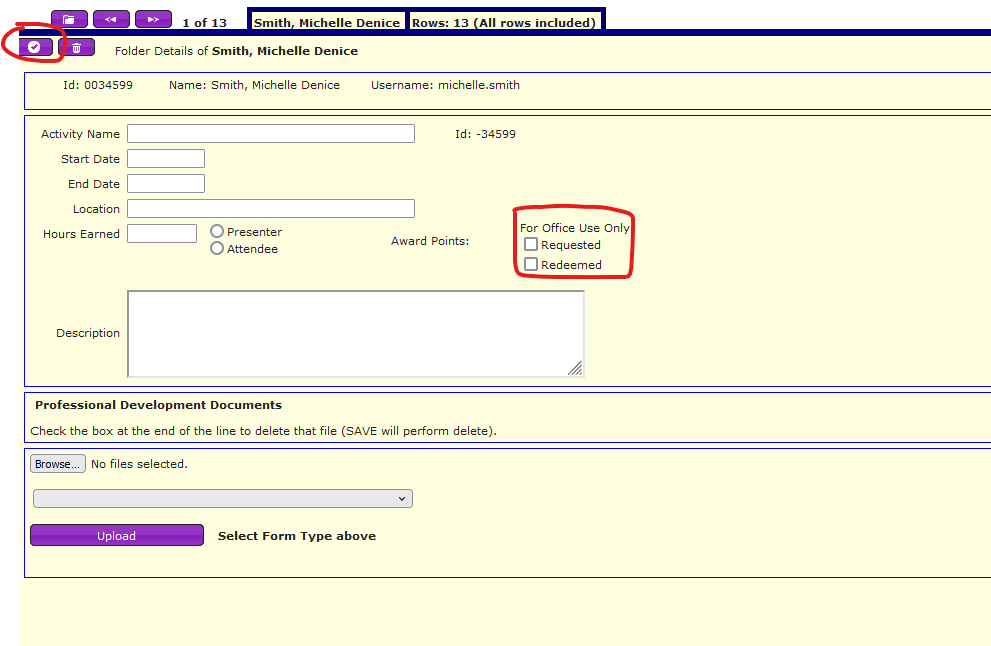 1 of 13 Smith, Michelle Denice Rows: 13 (All rows included)
Folder Details of Smith, Michelle Denice
Id: 0034599 Name: Smith, Michelle Denice Username: michelle.smith
Activity Name Id: -34599
Start Date
End Date
Location
Hours Earned Presenter
Attendee
Award Points:
For Office Use Only
Requested
Redeemed
Description
Professional Development Documents
Check the box at the end of the line to delete that file (SAVE will perform delete).
Browse... No files selected.
Upload Select Form Type above